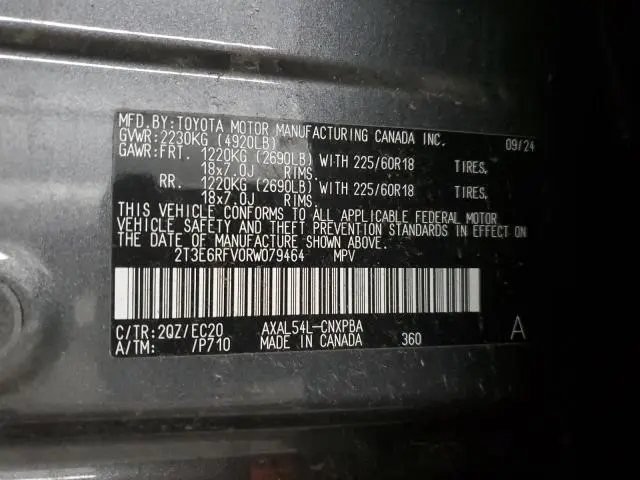 MFD. BY:TOYOTA MOTOR MANUFACTURING CANADA INC. 09/24
GVWR: 2230KG (4920LB)
GAWR:FRT. 1220KG (2690LB) WITH 225/60R18 TIRES,
18x7.0J RIMS.
RR. 1220KG (2690LB) WITH 225/60R18 TIRES,
18x7.0J RIMS.
THIS VEHICLE CONFORMS TO ALL APPLICABLE FEDERAL MOTOR
VEHICLE SAFETY AND THEFT PREVENTION STANDARDS IN EFFECT ON
THE DATE OF MANUFACTURE SHOWN ABOVE.
2T3E6RFV0RW079464 MPV
C/TR:2QZ/EC20 AXAL54L-CNXPBA A
A/TM: /P710 MADE IN CANADA 360